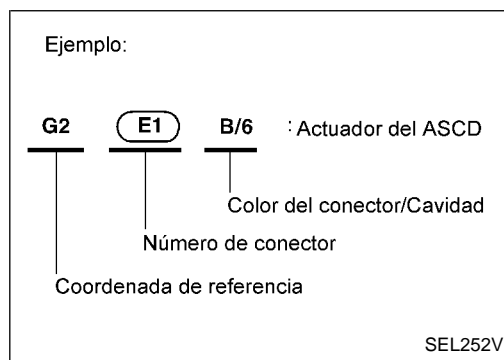 Ejemplo:
G2 E1 B/6 :Actuador del ASCD
Color del conector/Cavidad
Número de conector
Coordenada de referencia
SEL252V